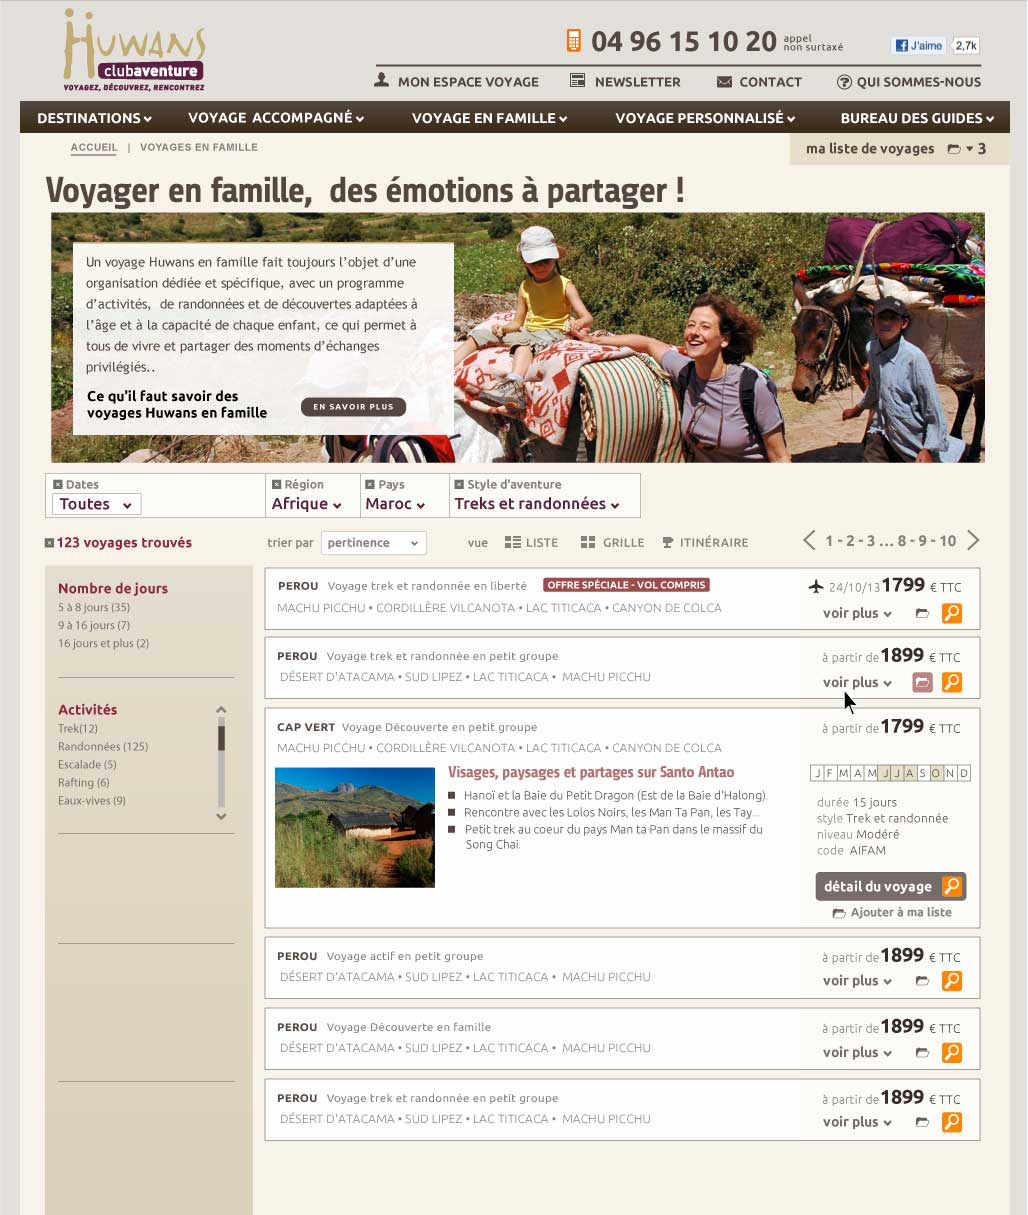 HUWANS
clubaventure
VOYAGEZ, DÉCOUVREZ, RENCONTREZ
04 96 15 10 20 appel non surtaxé
J'aime 2,7k
MON ESPACE VOYAGE NEWSLETTER CONTACT QUI SOMMES-NOUS
DESTINATIONS VOYAGE ACCOMPAGNÉ VOYAGE EN FAMILLE VOYAGE PERSONNALISÉ BUREAU DES GUIDES
ACCUEIL | VOYAGES EN FAMILLE
ma liste de voyages 3
Voyager en famille, des émotions à partager !
Un voyage Huwans en famille fait toujours l'objet d'une
organisation dédiée et spécifique, avec un programme
d'activités, de randonnées et de découvertes adaptées à
l'âge et à la capacité de chaque enfant, ce qui permet à
tous de vivre et partager des moments d'échanges
privilégiés..
Ce qu'il faut savoir des
voyages Huwans en famille
EN SAVOIR PLUS
Dates Région Pays Style d'aventure
Toutes Afrique Maroc Treks et randonnées
123 voyages trouvés
trier par pertinence vue LISTE GRILLE ITINÉRAIRE
1 - 2 - 3 ... 8 - 9 - 10
Nombre de jours
5 à 8 jours (35)
9 à 16 jours (7)
16 jours et plus (2)
Activités
Trek(12)
Randonnées (125)
Escalade (5)
Rafting (6)
Eaux-vives (9)
PEROU Voyage trek et randonnée en liberté OFFRE SPÉCIALE - VOL COMPRIS
24/10/13 1799 € TTC
MACHU PICCHU • CORDILLÈRE VILCANOTA • LAC TITICACA • CANYON DE COLCA
voir plus
PEROU Voyage trek et randonnée en petit groupe
à partir de 1899 € TTC
DÉSERT D'ATACAMA • SUD LIPEZ • LAC TITICACA • MACHU PICCHU
voir plus
CAP VERT Voyage Découverte en petit groupe
à partir de 1799 € TTC
MACHU PICCHU • CORDILLÈRE VILCANOTA • LAC TITICACA • CANYON DE COLCA
Visages, paysages et partages sur Santo Antao
Hanoï et la Baie du Petit Dragon (Est de la Baie d'Halong).
Rencontre avec les Lolos Noirs, les Man Ta Pan, les Tay...
Petit trek au coeur du pays Man ta Pan dans le massif du
Song Chai.
J F M A M J J A S O N D
durée 15 jours
style Trek et randonnée
niveau Modéré
code AIFAM
détail du voyage
Ajouter à ma liste
PEROU Voyage actif en petit groupe
à partir de 1899 € TTC
DÉSERT D'ATACAMA • SUD LIPEZ • LAC TITICACA • MACHU PICCHU
voir plus
PEROU Voyage Découverte en famille
à partir de 1899 € TTC
DÉSERT D'ATACAMA • SUD LIPEZ • LAC TITICACA • MACHU PICCHU
voir plus
PEROU Voyage trek et randonnée en petit groupe
à partir de 1899 € TTC
DÉSERT D'ATACAMA • SUD LIPEZ • LAC TITICACA • MACHU PICCHU
voir plus